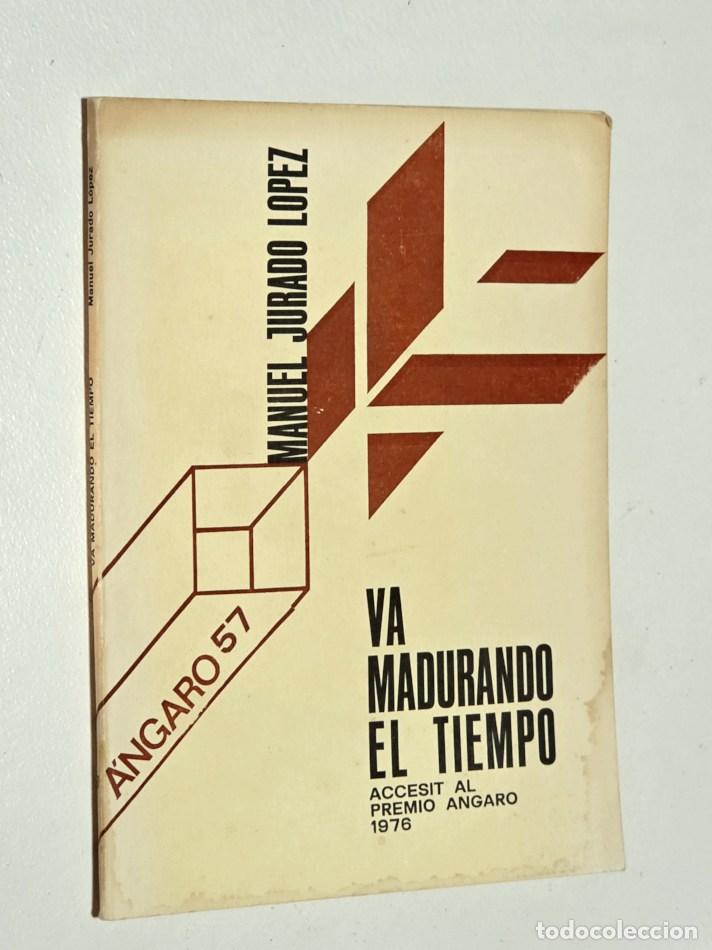 Manuel Jurado López
VA MADURANDO EL TIEMPO
MANUEL JURADO LOPEZ
ÁNGARO 57
VA
MADURANDO
EL TIEMPO
ACCESIT AL
PREMIO ANGARO
1976
todocoleccion